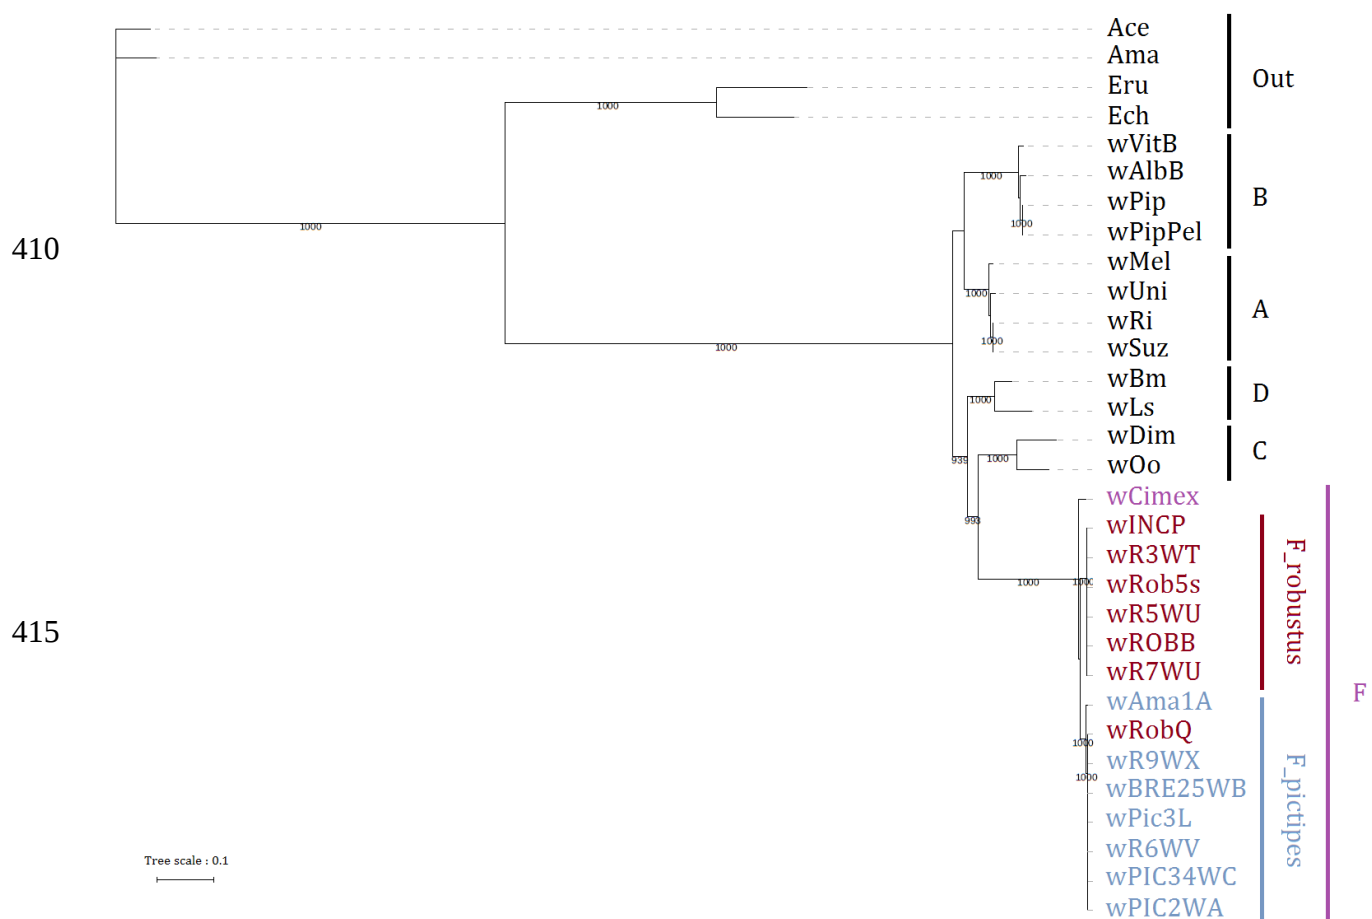 Ace
Ama
Out
Eru
1000
Ech
wVitB
wAlbB
1000
B
wPip
1000
1000
wPipPel
410
wMel
wUni
1000
A
wRi
1000
wSuz
1000
wBm
D
wLs
1000
wDim
C
wOo
1000
939
wCimex
wINCP
993
wR3WT
F_robustus
wRob5s
1000
1000
wR5WU
415
wROBB
wR7WU
F
wAma1A
wRobQ
1000
wR9WX
1000
wBRE25WB
F_pictipes
wPic3L
wR6WV
Tree scale : 0.1
wPIC34WC
wPIC2WA